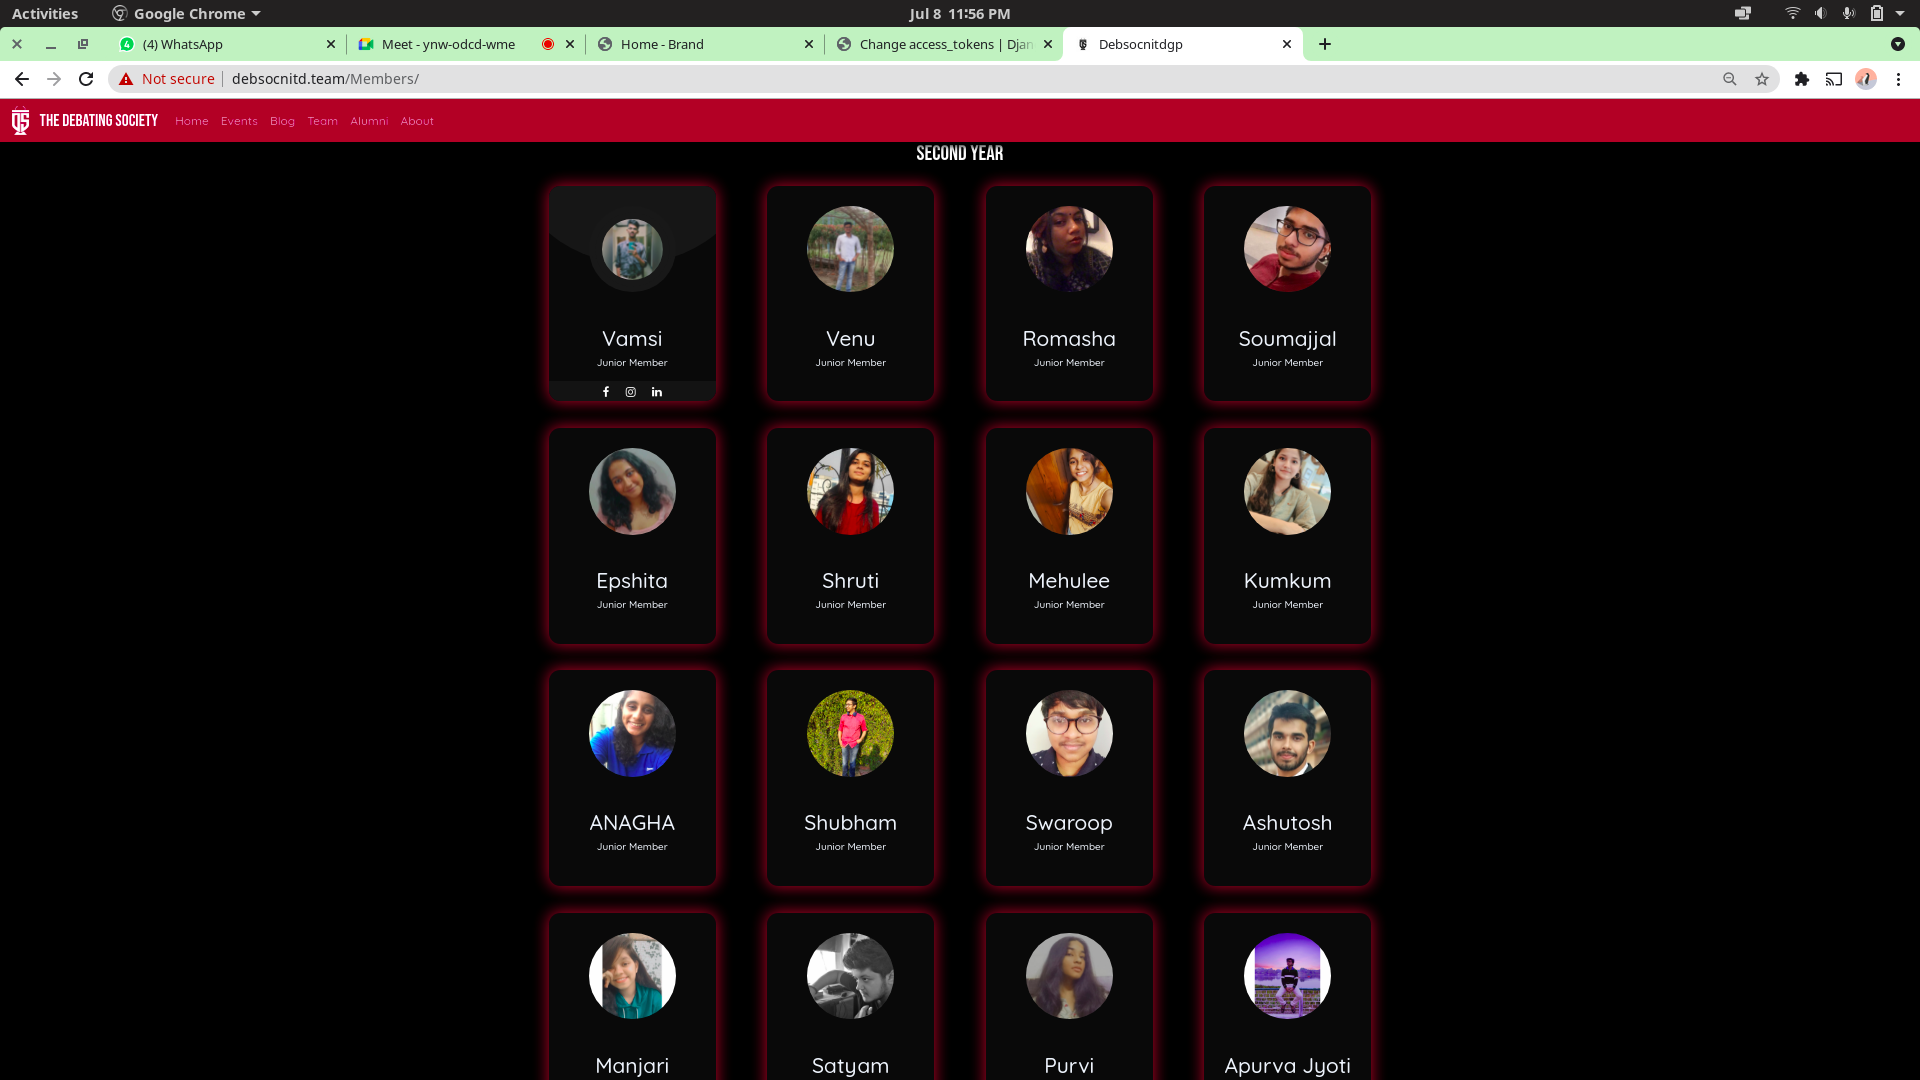 Activities Google Chrome Jul 8 11:56 PM
(4) WhatsApp Meet - ynw-odcd-wme Home - Brand Change access_tokens | Djan Debsocnitdgp
Not secure debsocnitd.team/Members/
THE DEBATING SOCIETY Home Events Blog Team Alumni About
SECOND YEAR
Vamsi Venu Romasha Soumajjal
Junior Member Junior Member Junior Member Junior Member
Epshita Shruti Mehulee Kumkum
Junior Member Junior Member Junior Member Junior Member
ANAGHA Shubham Swaroop Ashutosh
Junior Member Junior Member Junior Member Junior Member
Manjari Satyam Purvi Apurva Jyoti